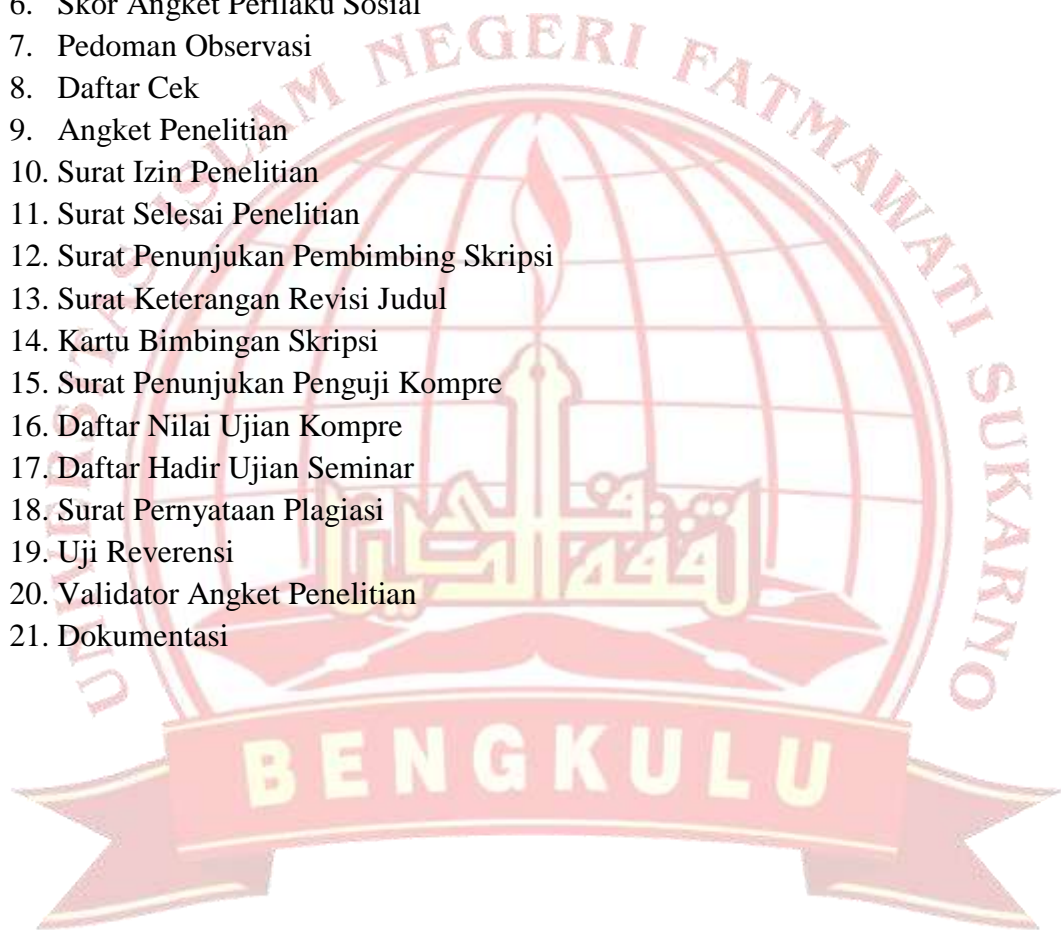 6. Skor Angket Perilaku Sosial
7. Pedoman Observasi
8. Daftar Cek
9. Angket Penelitian
10. Surat Izin Penelitian
11. Surat Selesai Penelitian
12. Surat Penunjukan Pembimbing Skripsi
13. Surat Keterangan Revisi Judul
14. Kartu Bimbingan Skripsi
15. Surat Penunjukan Penguji Kompre
16. Daftar Nilai Ujian Kompre
17. Daftar Hadir Ujian Seminar
18. Surat Pernyataan Plagiasi
19. Uji Reverensi
20. Validator Angket Penelitian
21. Dokumentasi
UNIVERSITAS ISLAM NEGERI FATMAWATI SUKARNO
BENGKULU